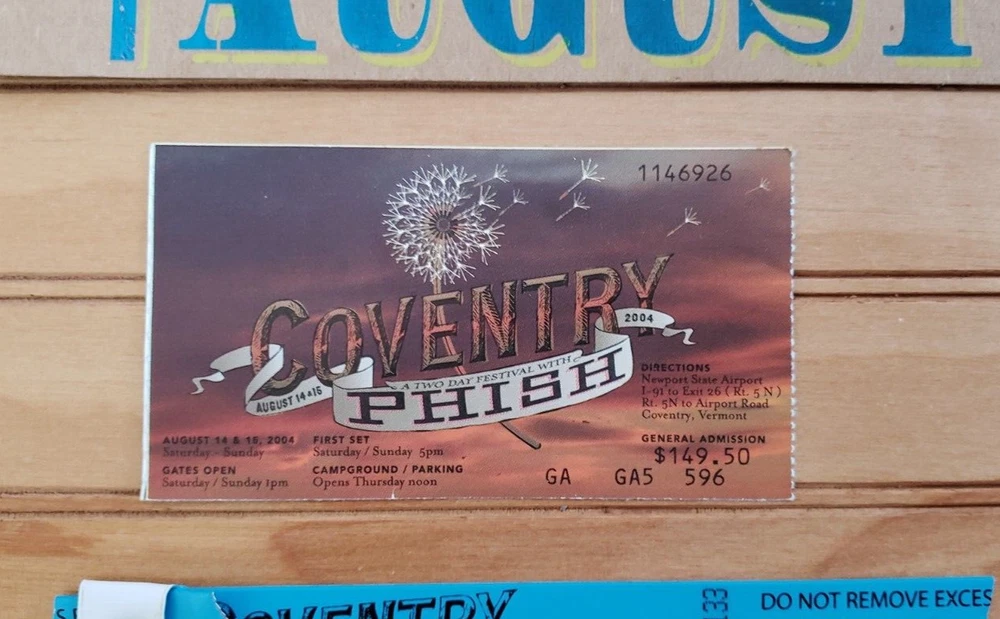 AUGUST
1146926
COVENTRY
2004
A TWO DAY FESTIVAL WITH
PHISH
AUGUST 14 & 15
DIRECTIONS
Newport State Airport
I-91 to Exit 26 ( Rt. 5 N )
Rt. 5N to Airport Road
Coventry, Vermont
AUGUST 14 & 15, 2004
Saturday - Sunday
GATES OPEN
Saturday / Sunday 1pm
FIRST SET
Saturday / Sunday 5pm
CAMPGROUND / PARKING
Opens Thursday noon
GENERAL ADMISSION
$149.50
GA GA5 596
COVENTRY
DO NOT REMOVE EXCES